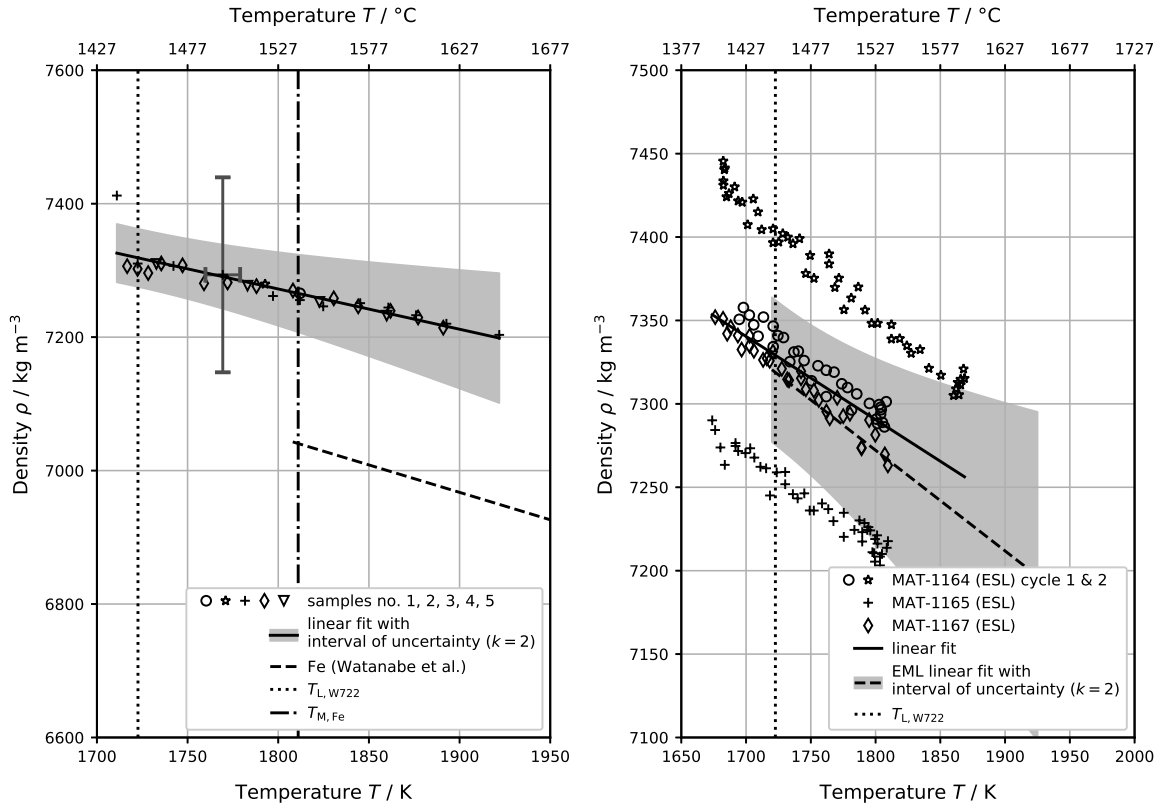 Temperature T / °C
1427 1477 1527 1577 1627 1677
7600
7400
7200
7000
6800
6600
Density ρ / kg m⁻³
samples no. 1, 2, 3, 4, 5
linear fit with
interval of uncertainty (k = 2)
Fe (Watanabe et al.)
T_L, W722
T_M, Fe
1700 1750 1800 1850 1900 1950
Temperature T / K
Temperature T / °C
1377 1427 1477 1527 1577 1627 1677 1727
7500
7450
7400
7350
7300
7250
7200
7150
7100
Density ρ / kg m⁻³
MAT-1164 (ESL) cycle 1 & 2
MAT-1165 (ESL)
MAT-1167 (ESL)
linear fit
EML linear fit with
interval of uncertainty (k = 2)
T_L, W722
1650 1700 1750 1800 1850 1900 1950 2000
Temperature T / K